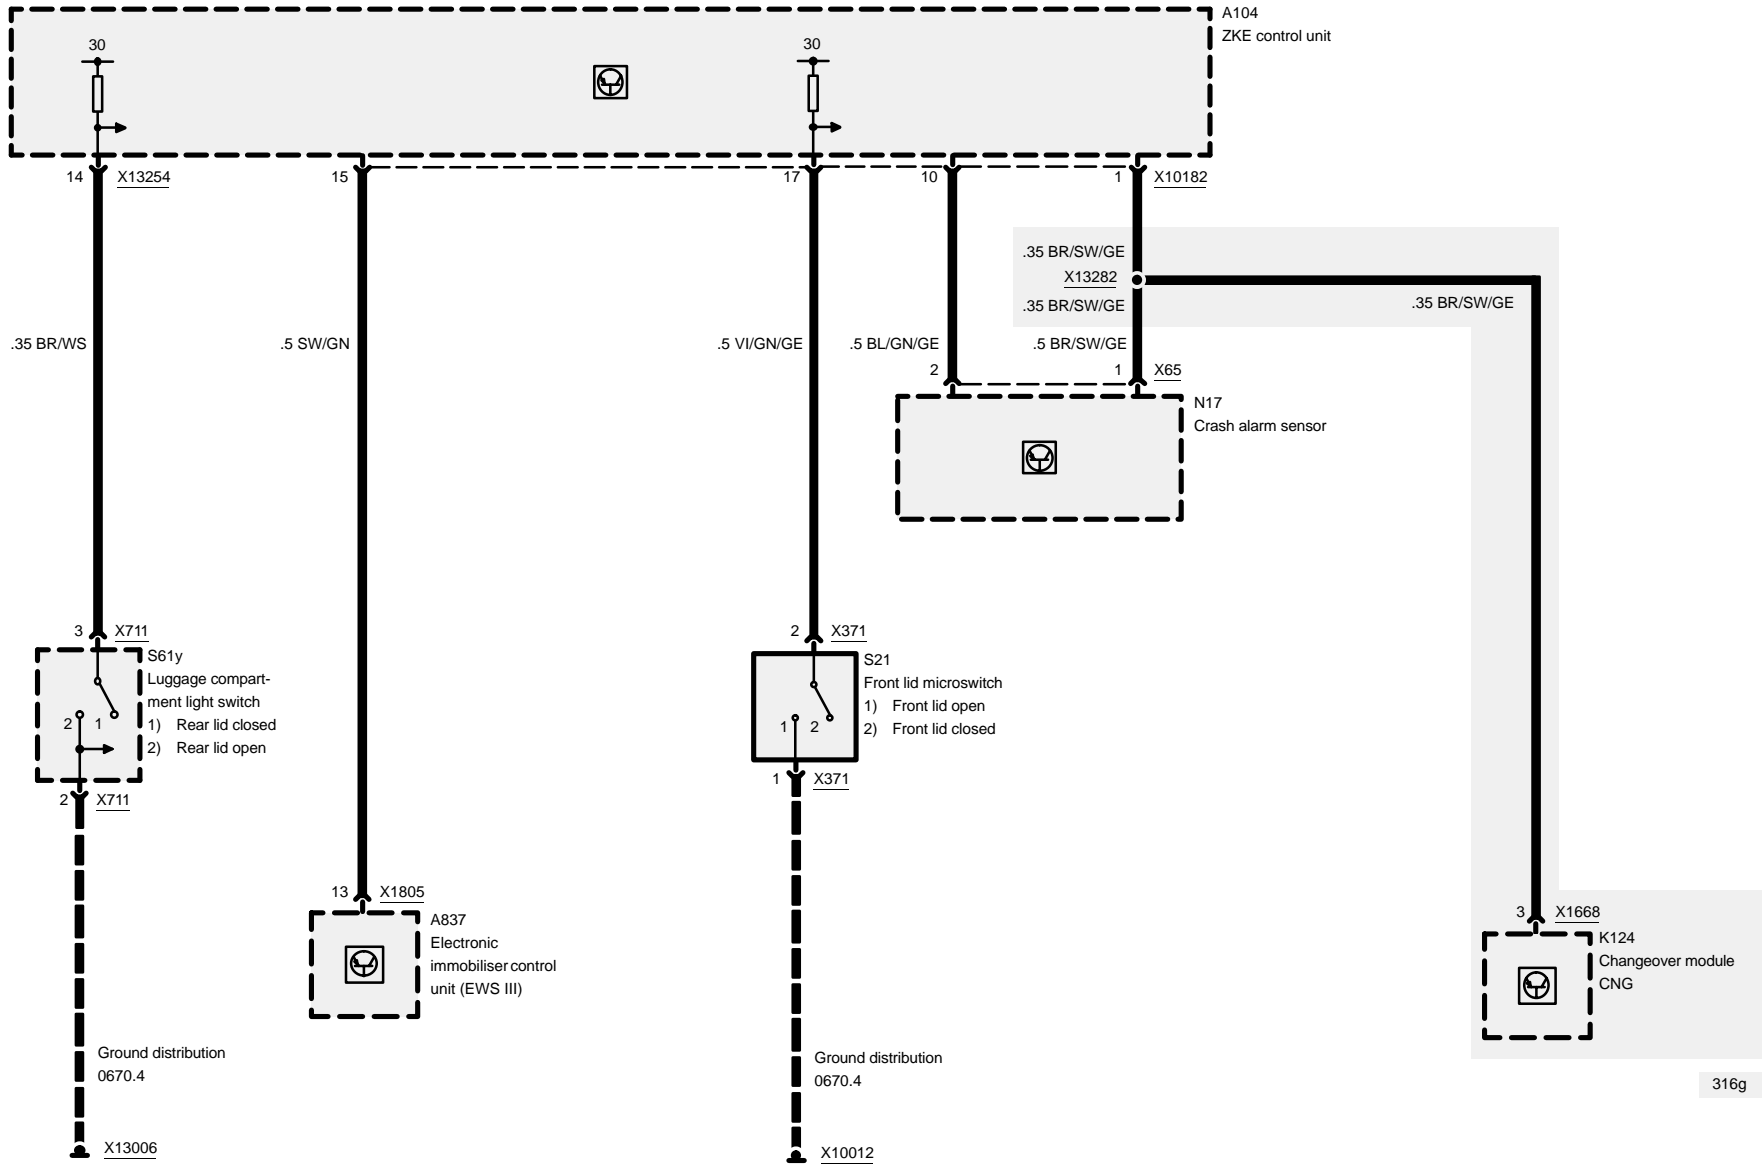 A104
ZKE control unit
30
30
14
X13254
15
17
10
1
X10182
.35 BR/SW/GE
X13282
.35 BR/SW/GE
.35 BR/SW/GE
.35 BR/WS
.5 SW/GN
.5 VI/GN/GE
.5 BL/GN/GE
.5 BR/SW/GE
2
1
X65
N17
Crash alarm sensor
3
X711
S61y
Luggage compart-
ment light switch
1) Rear lid closed
2) Rear lid open
2
1
2
X711
2
X371
S21
Front lid microswitch
1) Front lid open
2) Front lid closed
1
2
1
X371
13
X1805
A837
Electronic
immobiliser control
unit (EWS III)
3
X1668
K124
Changeover module
CNG
Ground distribution
0670.4
Ground distribution
0670.4
316g
X13006
X10012